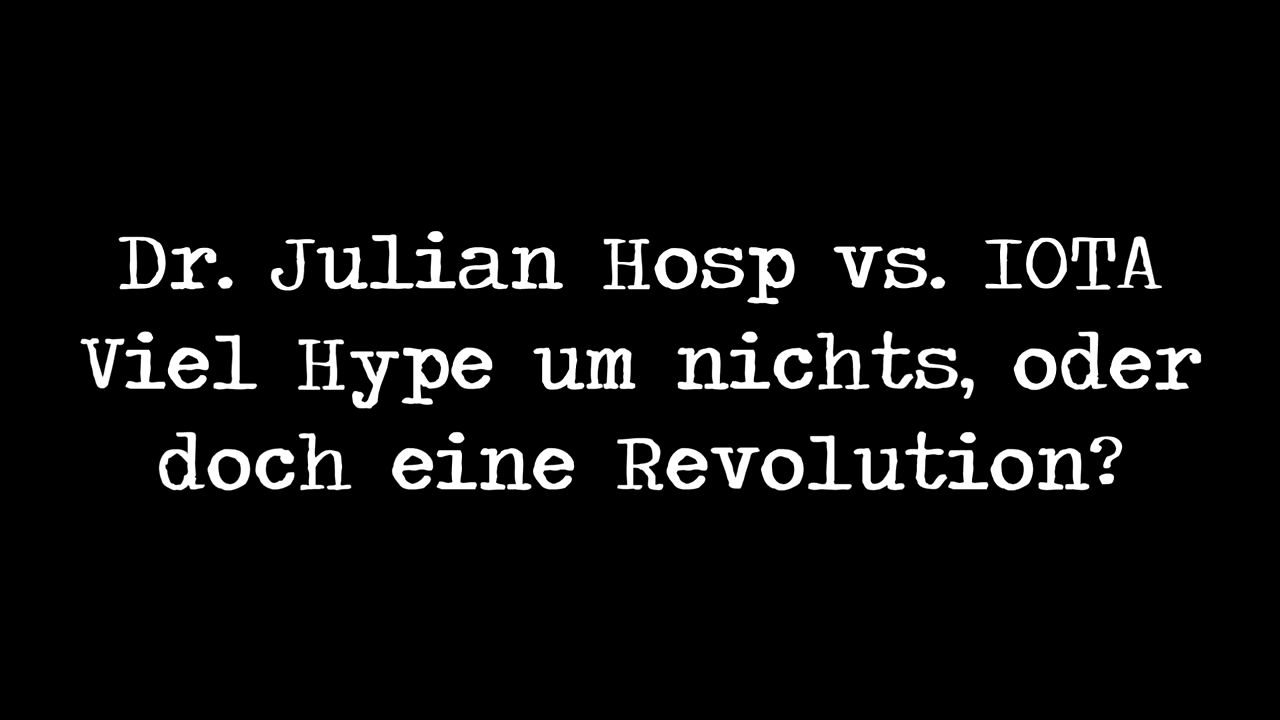 Dr. Julian Hosp vs. IOTA
Viel Hype um nichts, oder
doch eine Revolution?